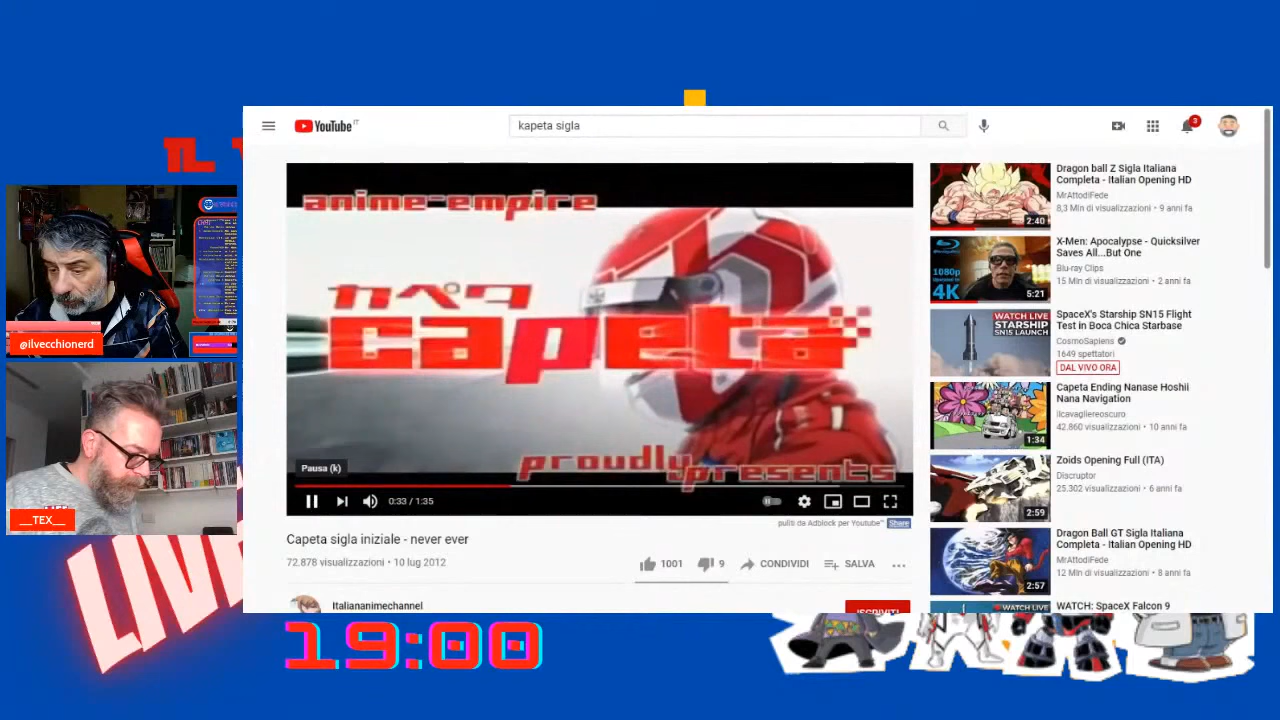 IL
YouTube IT
kapeta sigla
3
anime-empire
カペタ
capeta
proudly presents
Pausa (k)
0:33 / 1:35
puliti da Adblock per Youtube™ Share
Capeta sigla iniziale - never ever
72.878 visualizzazioni • 10 lug 2012
1001
9
CONDIVIDI
SALVA
Italiananimechannel
ISCRIVITI
Dragon ball Z Sigla Italiana
Completa - Italian Opening HD
MrAttodiFede
8,3 Mln di visualizzazioni • 9 anni fa
2:40
X-Men: Apocalypse - Quicksilver
Saves All...But One
Blu-ray Clips
15 Mln di visualizzazioni • 2 anni fa
Blu-ray
1080p
4K
5:21
SpaceX's Starship SN15 Flight
Test in Boca Chica Starbase
CosmoSapiens
1649 spettatori
DAL VIVO ORA
WATCH LIVE
STARSHIP
SN15 LAUNCH
Capeta Ending Nanase Hoshii
Nana Navigation
Ilcavagliereoscuro
42.860 visualizzazioni • 10 anni fa
1:34
Zoids Opening Full (ITA)
Discruptor
25.302 visualizzazioni • 6 anni fa
2:59
Dragon Ball GT Sigla Italiana
Completa - Italian Opening HD
MrAttodiFede
12 Mln di visualizzazioni • 8 anni fa
2:57
WATCH: SpaceX Falcon 9
WATCH LIVE
@ilvecchionerd
__TEX__
LIV
19:00